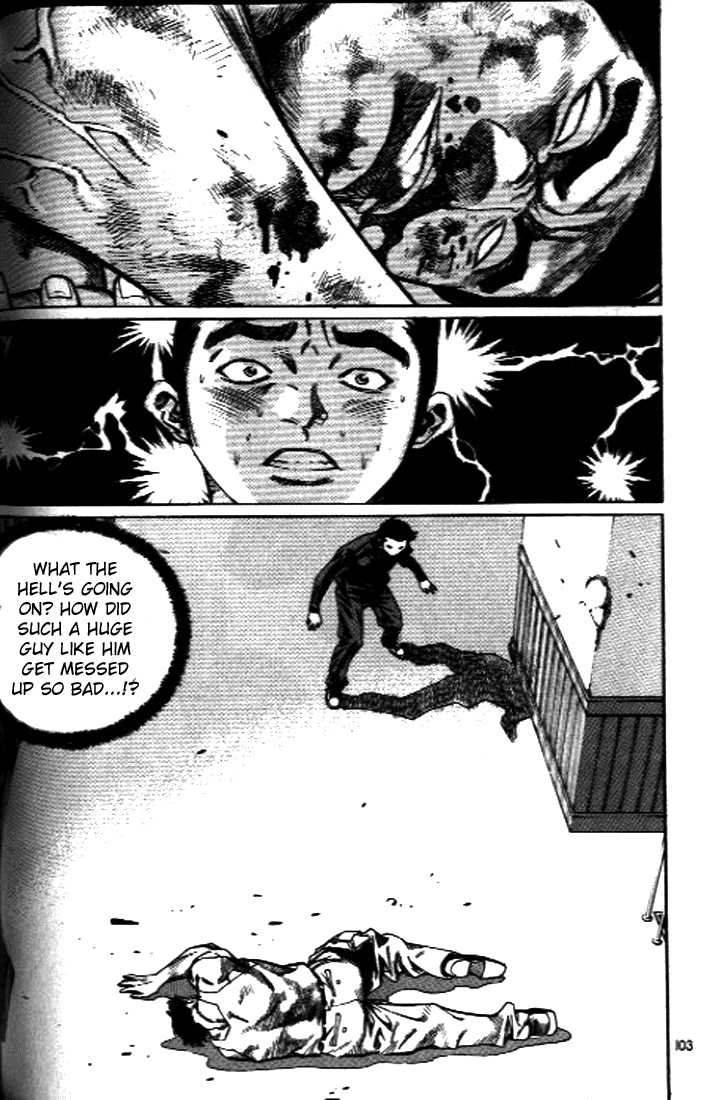 WHAT THE
HELL'S GOING
ON? HOW DID
SUCH A HUGE
GUY LIKE HIM
GET MESSED
UP SO BAD...!?
103